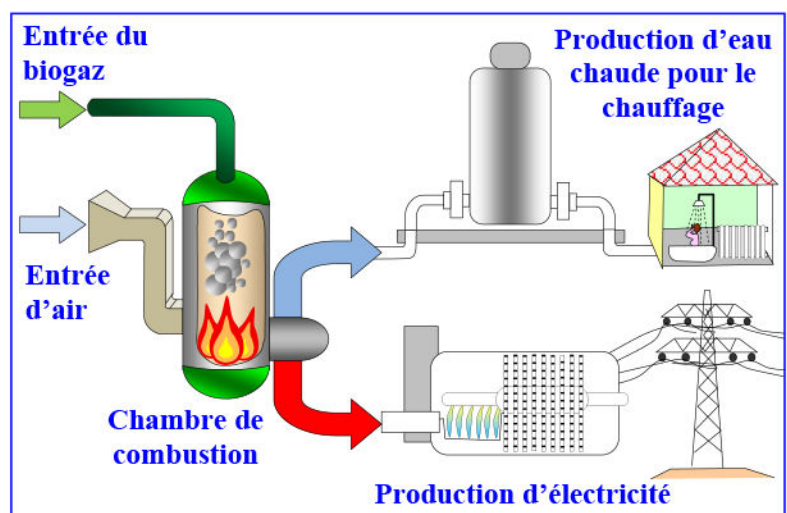 Entrée du
biogaz
Production d’eau
chaude pour le
chauffage
Entrée
d’air
Chambre de
combustion
Production d’électricité